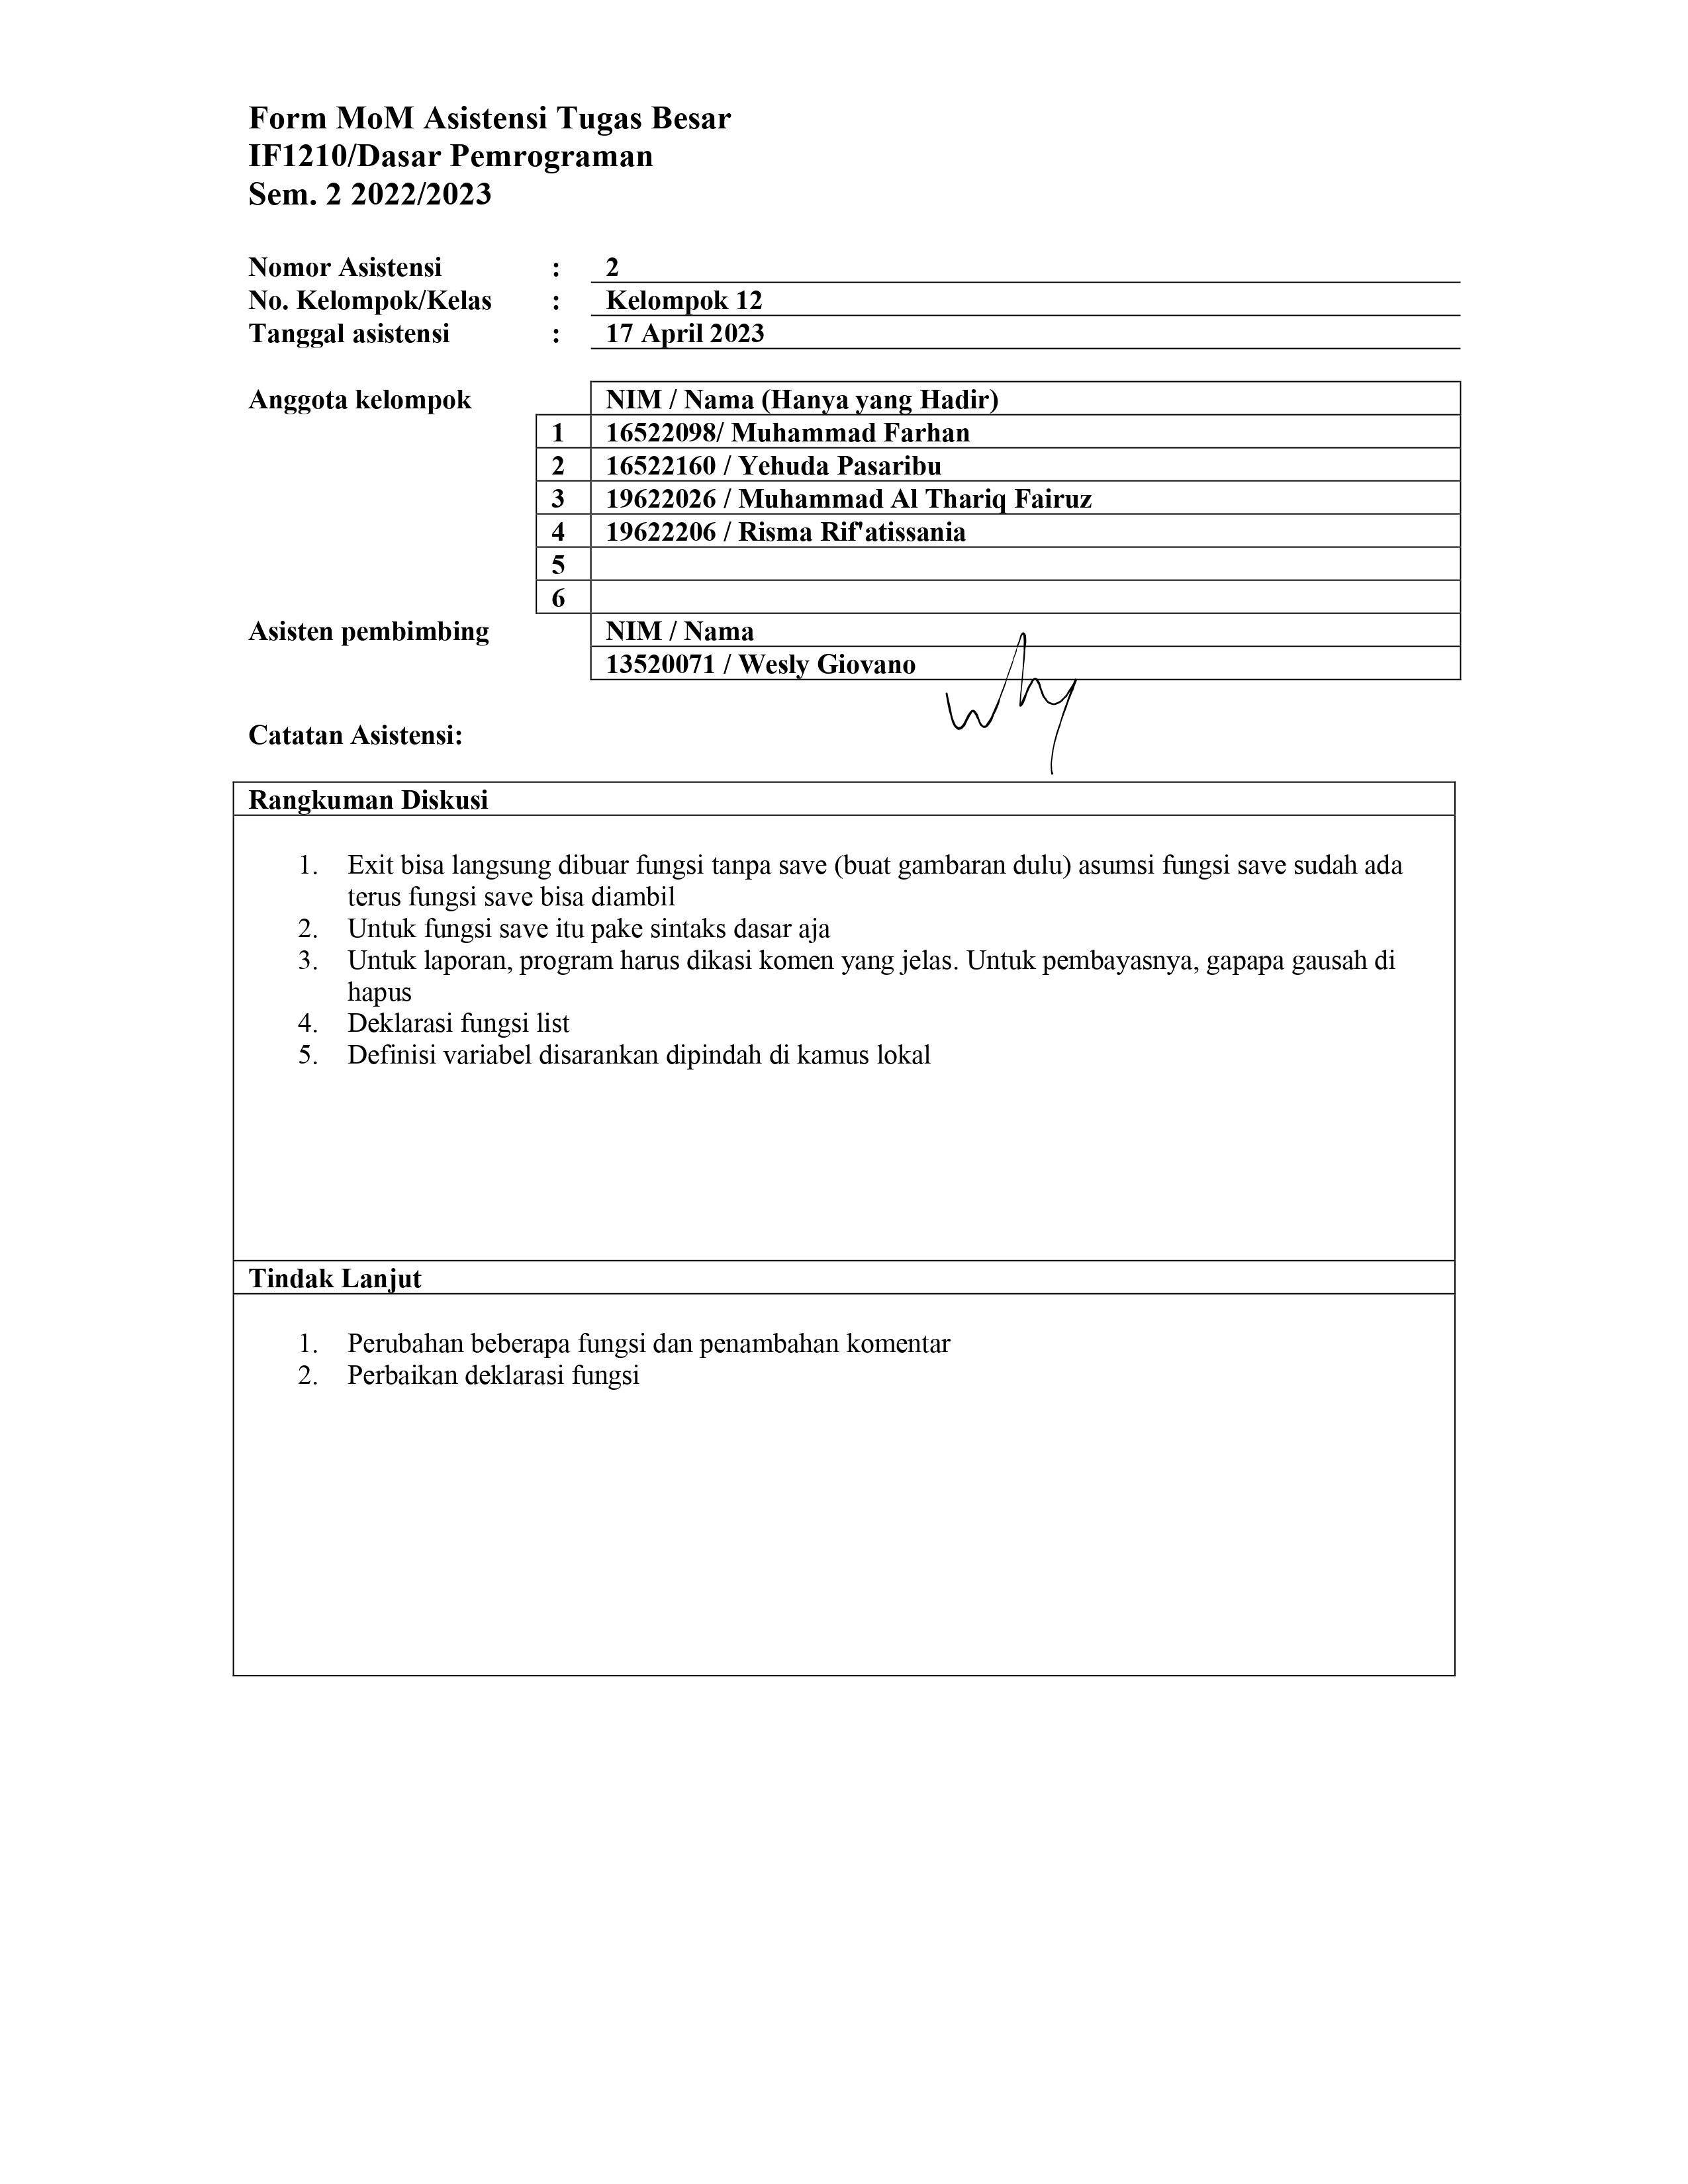 Form MoM Asistensi Tugas Besar
IF1210/Dasar Pemrograman
Sem. 2 2022/2023
Nomor Asistensi : 2
No. Kelompok/Kelas : Kelompok 12
Tanggal asistensi : 17 April 2023
Anggota kelompok NIM / Nama (Hanya yang Hadir)
1 16522098/ Muhammad Farhan
2 16522160 / Yehuda Pasaribu
3 19622026 / Muhammad Al Thariq Fairuz
4 19622206 / Risma Rif'atissania
5
6
Asisten pembimbing NIM / Nama
13520071 / Wesly Giovano
Catatan Asistensi:
Rangkuman Diskusi
1. Exit bisa langsung dibuar fungsi tanpa save (buat gambaran dulu) asumsi fungsi save sudah ada
terus fungsi save bisa diambil
2. Untuk fungsi save itu pake sintaks dasar aja
3. Untuk laporan, program harus dikasi komen yang jelas. Untuk pembayasnya, gapapa gausah di
hapus
4. Deklarasi fungsi list
5. Definisi variabel disarankan dipindah di kamus lokal
Tindak Lanjut
1. Perubahan beberapa fungsi dan penambahan komentar
2. Perbaikan deklarasi fungsi